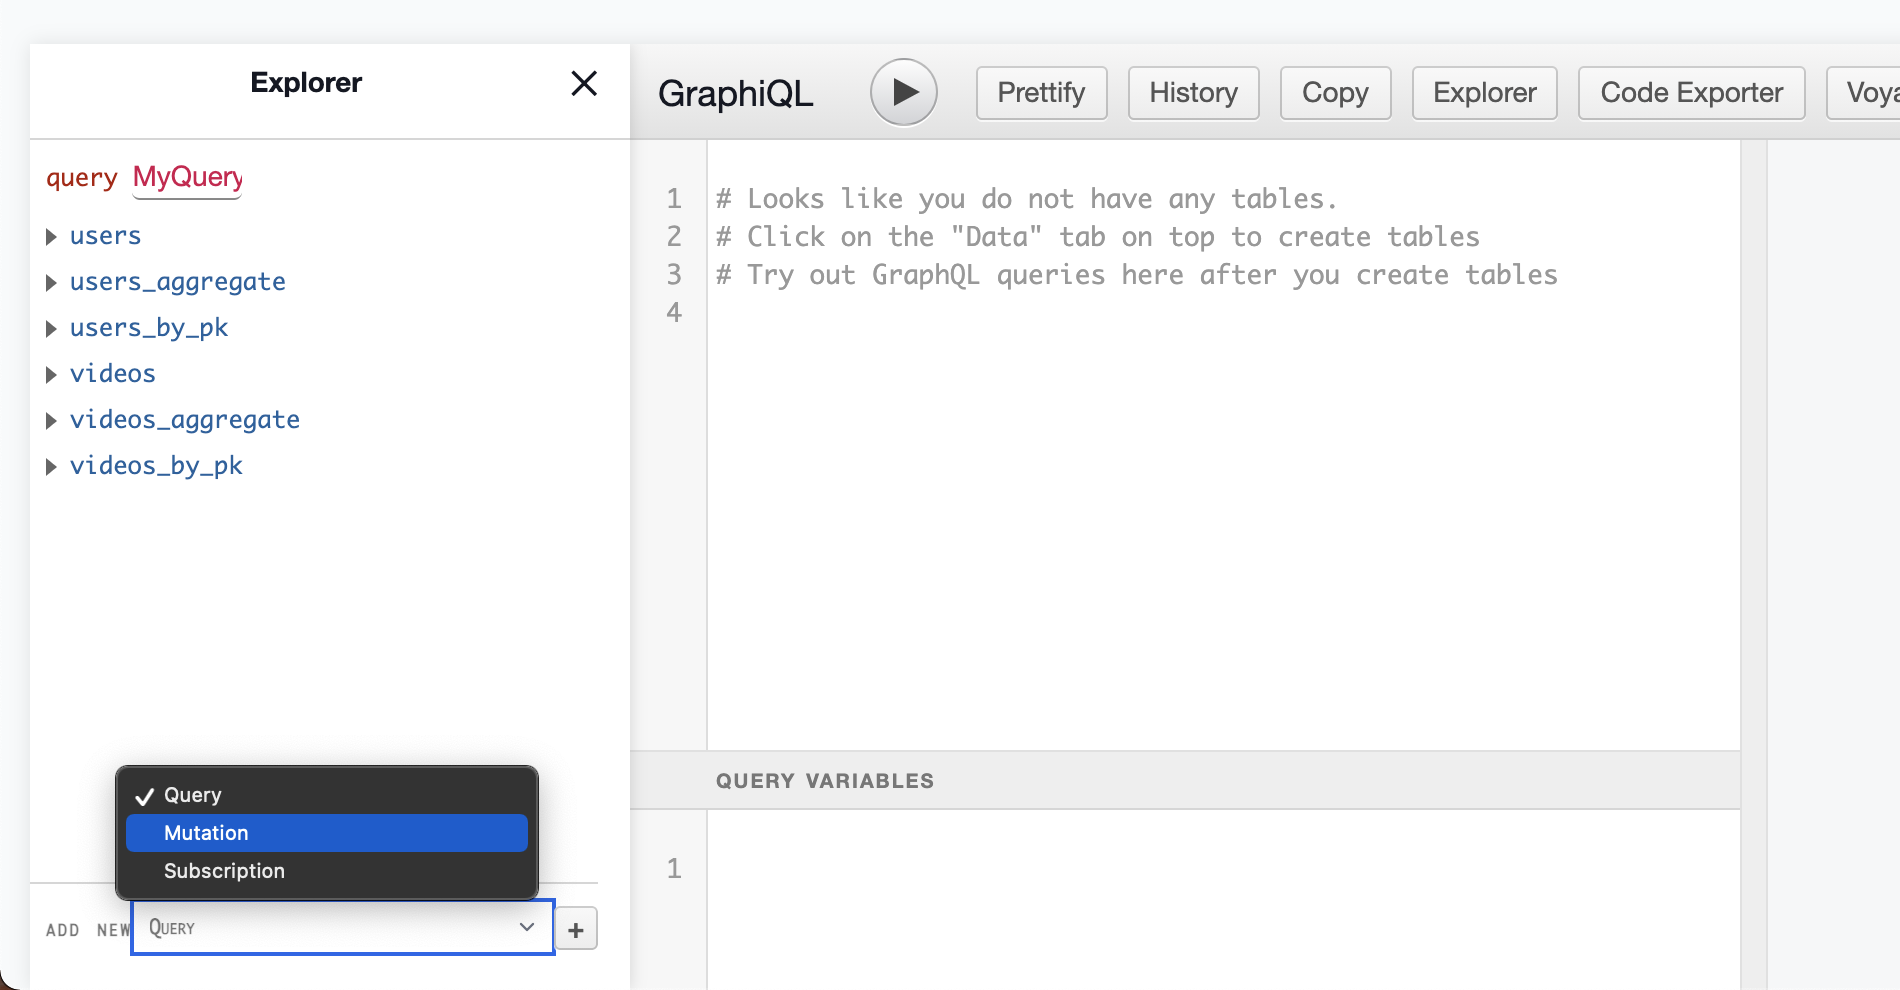 Explorer
GraphiQL
Prettify
History
Copy
Explorer
Code Exporter
Voya
query MyQuery
users
users_aggregate
users_by_pk
videos
videos_aggregate
videos_by_pk
1 # Looks like you do not have any tables.
2 # Click on the "Data" tab on top to create tables
3 # Try out GraphQL queries here after you create tables
4
QUERY VARIABLES
1
Query
Mutation
Subscription
ADD NEW Query +